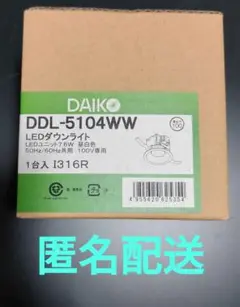 DAIKO
DDL-5104WW
LEDダウンライト
LEDユニット7.6W 昼白色
50Hz/60Hz共用 100V専用
1台入 I316R
匿名配送